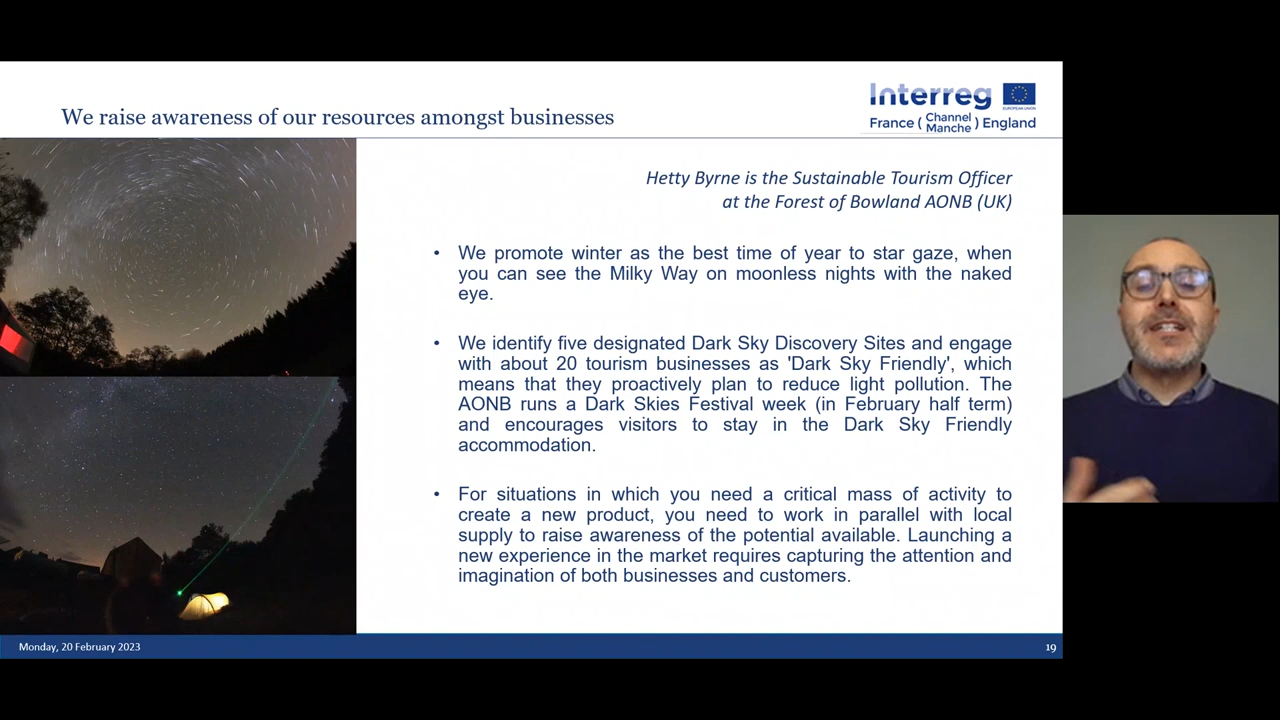 We raise awareness of our resources amongst businesses
Interreg
EUROPEAN UNION
France ( Channel Manche ) England
Hetty Byrne is the Sustainable Tourism Officer
at the Forest of Bowland AONB (UK)
• We promote winter as the best time of year to star gaze, when
you can see the Milky Way on moonless nights with the naked
eye.
• We identify five designated Dark Sky Discovery Sites and engage
with about 20 tourism businesses as 'Dark Sky Friendly', which
means that they proactively plan to reduce light pollution. The
AONB runs a Dark Skies Festival week (in February half term)
and encourages visitors to stay in the Dark Sky Friendly
accommodation.
• For situations in which you need a critical mass of activity to
create a new product, you need to work in parallel with local
supply to raise awareness of the potential available. Launching a
new experience in the market requires capturing the attention and
imagination of both businesses and customers.
Monday, 20 February 2023
19